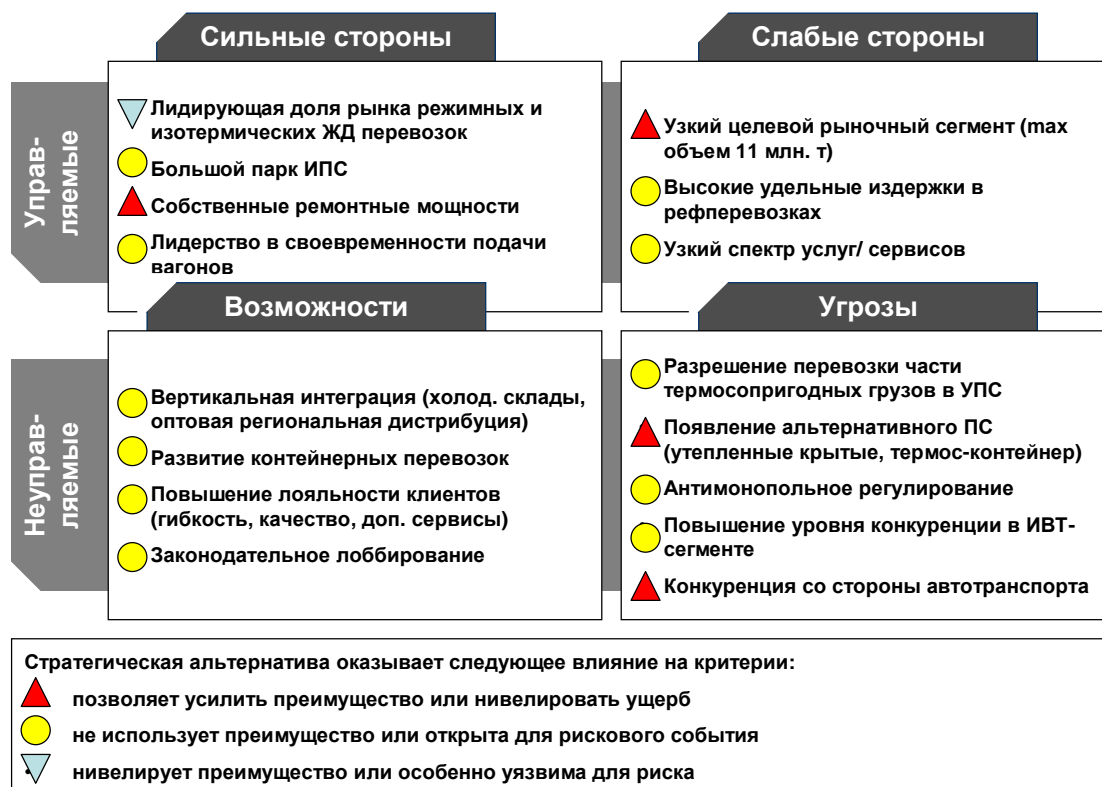 Сильные стороны
Слабые стороны
Управ-
ляемые
Лидирующая доля рынка режимных и
изотермических ЖД перевозок
Большой парк ИПС
Собственные ремонтные мощности
Лидерство в своевременности подачи
вагонов
Узкий целевой рыночный сегмент (max
объем 11 млн. т)
Высокие удельные издержки в
рефперевозках
Узкий спектр услуг/ сервисов
Возможности
Угрозы
Неуправ-
ляемые
Вертикальная интеграция (холод. склады,
оптовая региональная дистрибуция)
Развитие контейнерных перевозок
Повышение лояльности клиентов
(гибкость, качество, доп. сервисы)
Законодательное лоббирование
Разрешение перевозки части
термосопригодных грузов в УПС
Появление альтернативного ПС
(утепленные крытые, термос-контейнер)
Антимонопольное регулирование
Повышение уровня конкуренции в ИВТ-
сегменте
Конкуренция со стороны автотранспорта
Стратегическая альтернатива оказывает следующее влияние на критерии:
позволяет усилить преимущество или нивелировать ущерб
не использует преимущество или открыта для рискового события
нивелирует преимущество или особенно уязвима для риска